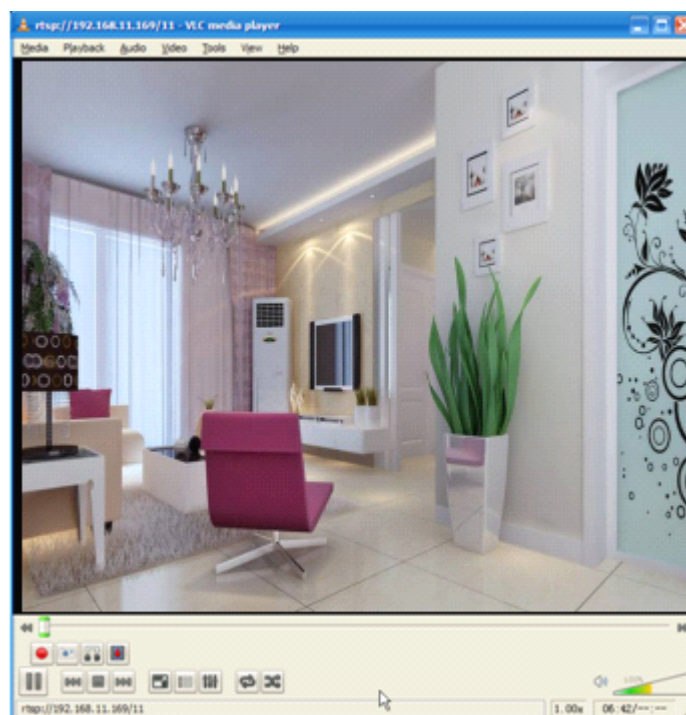 rtsp://192.168.11.169/11 - VLC media player
Media Playback Audio Video Tools View Help
100%
rtsp://192.168.11.169/11 1.00x 06:42/--:--